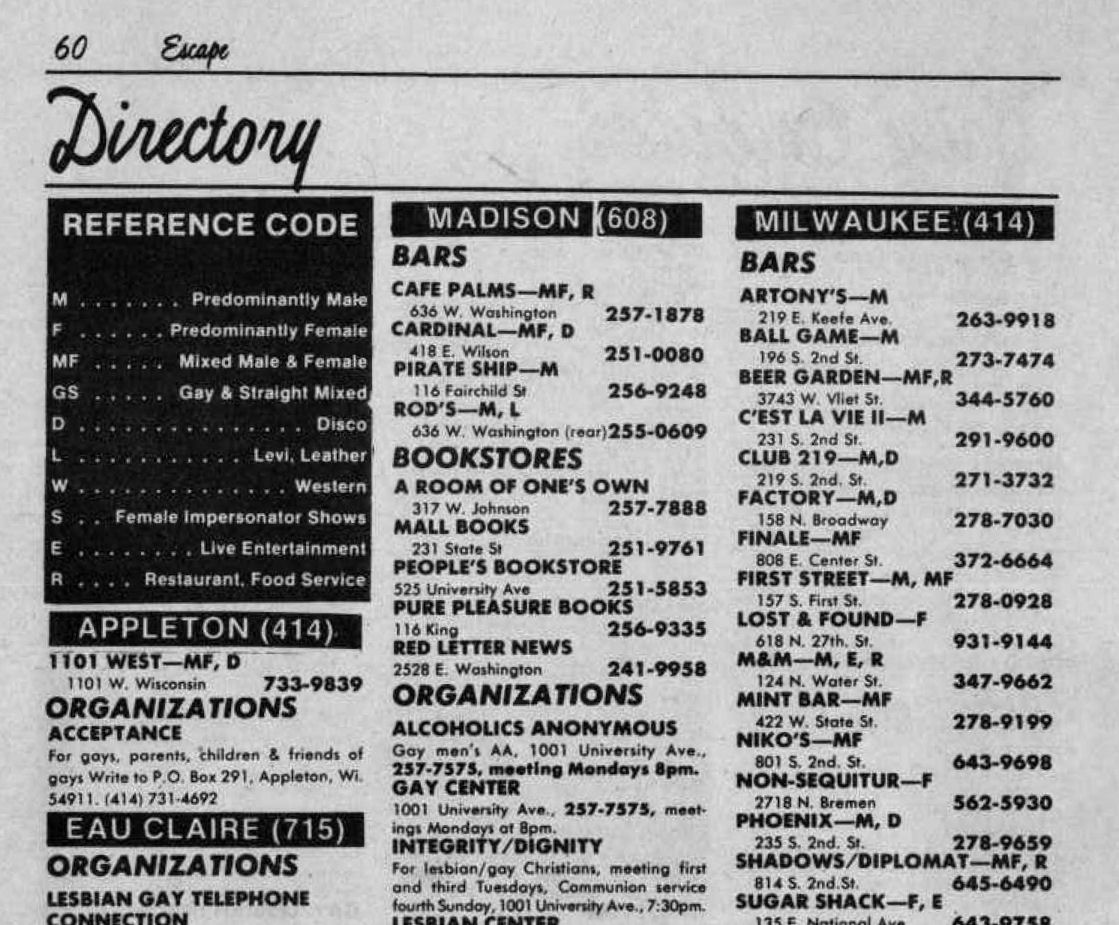 60 Escape
Directory
REFERENCE CODE
M . . . . . . . Predominantly Male
F . . . . . . Predominantly Female
MF . . . . . Mixed Male & Female
GS . . . . . Gay & Straight Mixed
D . . . . . . . . . . . . . . . Disco
L . . . . . . . . . . . Levi, Leather
W . . . . . . . . . . . . . Western
S . . Female Impersonator Shows
E . . . . . . . . Live Entertainment
R . . . . Restaurant, Food Service
APPLETON (414)
1101 WEST—MF, D
1101 W. Wisconsin 733-9839
ORGANIZATIONS
ACCEPTANCE
For gays, parents, children & friends of
gays Write to P.O. Box 291, Appleton, Wi.
54911. (414) 731-4692
EAU CLAIRE (715)
ORGANIZATIONS
LESBIAN GAY TELEPHONE
CONNECTION
MADISON (608)
BARS
CAFE PALMS—MF, R
636 W. Washington 257-1878
CARDINAL—MF, D
418 E. Wilson 251-0080
PIRATE SHIP—M
116 Fairchild St 256-9248
ROD'S—M, L
636 W. Washington (rear) 255-0609
BOOKSTORES
A ROOM OF ONE'S OWN
317 W. Johnson 257-7888
MALL BOOKS
231 State St 251-9761
PEOPLE'S BOOKSTORE
525 University Ave 251-5853
PURE PLEASURE BOOKS
116 King 256-9335
RED LETTER NEWS
2528 E. Washington 241-9958
ORGANIZATIONS
ALCOHOLICS ANONYMOUS
Gay men's AA, 1001 University Ave.,
257-7575, meeting Mondays 8pm.
GAY CENTER
1001 University Ave., 257-7575, meet-
ings Mondays at 8pm.
INTEGRITY/DIGNITY
For lesbian/gay Christians, meeting first
and third Tuesdays, Communion service
fourth Sunday, 1001 University Ave., 7:30pm.
LESBIAN CENTER
MILWAUKEE (414)
BARS
ARTONY'S—M
219 E. Keefe Ave. 263-9918
BALL GAME—M
196 S. 2nd St. 273-7474
BEER GARDEN—MF,R
3743 W. Vliet St. 344-5760
C'EST LA VIE II—M
231 S. 2nd St. 291-9600
CLUB 219—M,D
219 S. 2nd. St. 271-3732
FACTORY—M,D
158 N. Broadway 278-7030
FINALE—MF
808 E. Center St. 372-6664
FIRST STREET—M, MF
157 S. First St. 278-0928
LOST & FOUND—F
618 N. 27th. St. 931-9144
M&M—M, E, R
124 N. Water St. 347-9662
MINT BAR—MF
422 W. State St. 278-9199
NIKO'S—MF
801 S. 2nd. St. 643-9698
NON-SEQUITUR—F
2718 N. Bremen 562-5930
PHOENIX—M, D
235 S. 2nd. St. 278-9659
SHADOWS/DIPLOMAT—MF, R
814 S. 2nd.St. 645-6490
SUGAR SHACK—F, E
135 E. National Ave 643-9758